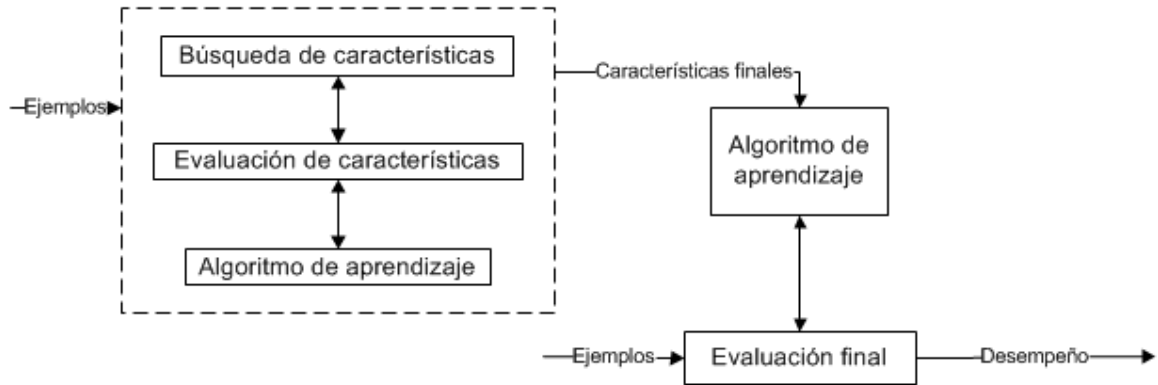 Búsqueda de características
Características finales
Ejemplos
Evaluación de características
Algoritmo de
aprendizaje
Algoritmo de aprendizaje
Ejemplos
Evaluación final
Desempeño